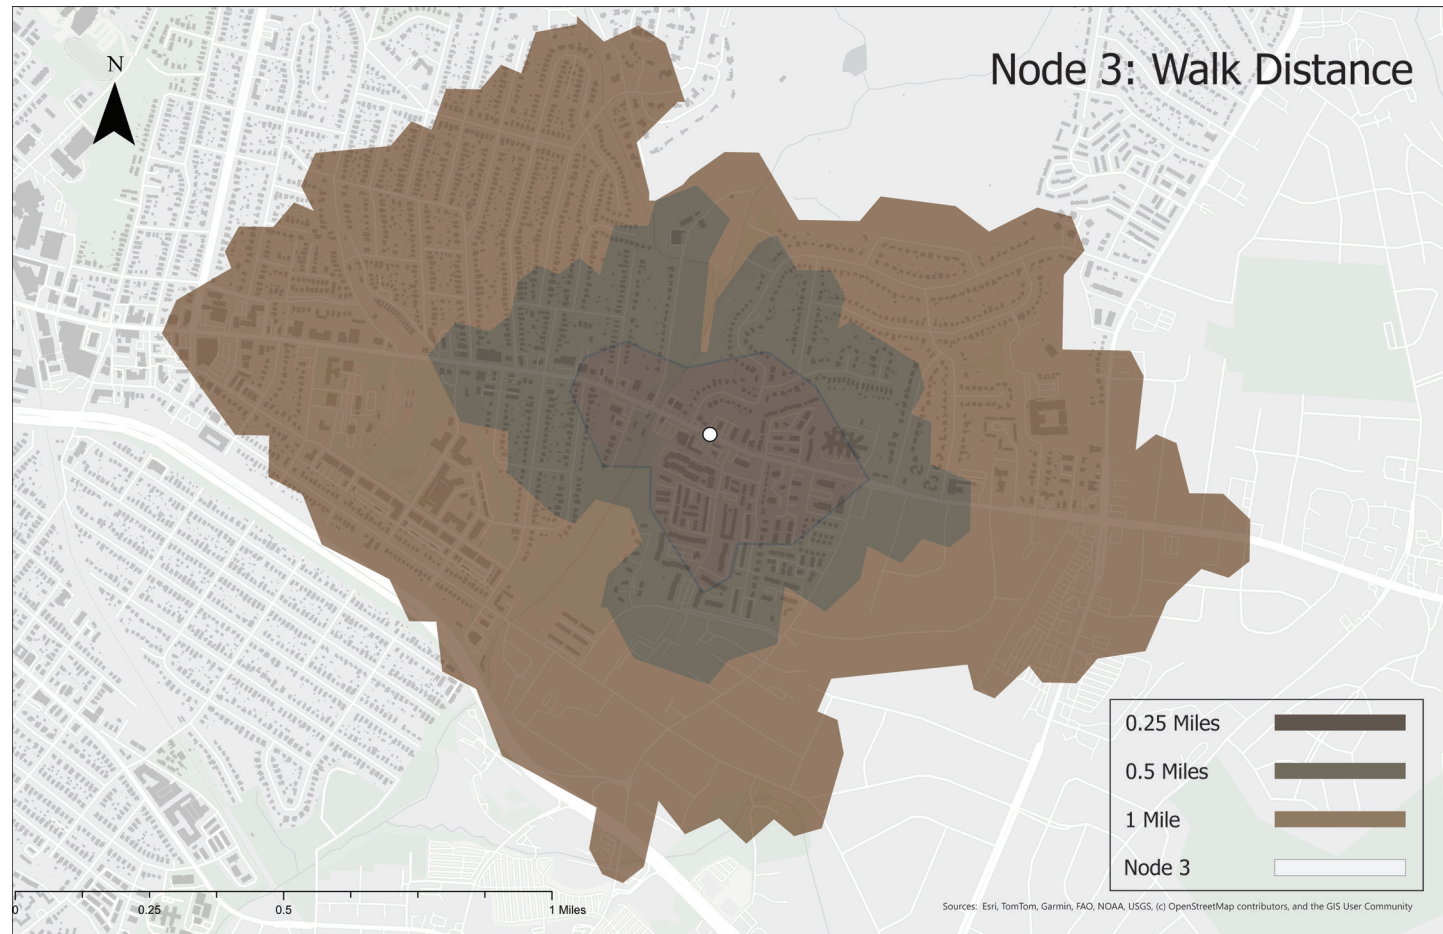 Node 3: Walk Distance
N
0.25 Miles
0.5 Miles
1 Mile
Node 3
0 0.25 0.5 1 Miles
Sources: Esri, TomTom, Garmin, FAO, NOAA, USGS, (c) OpenStreetMap contributors, and the GIS User Community